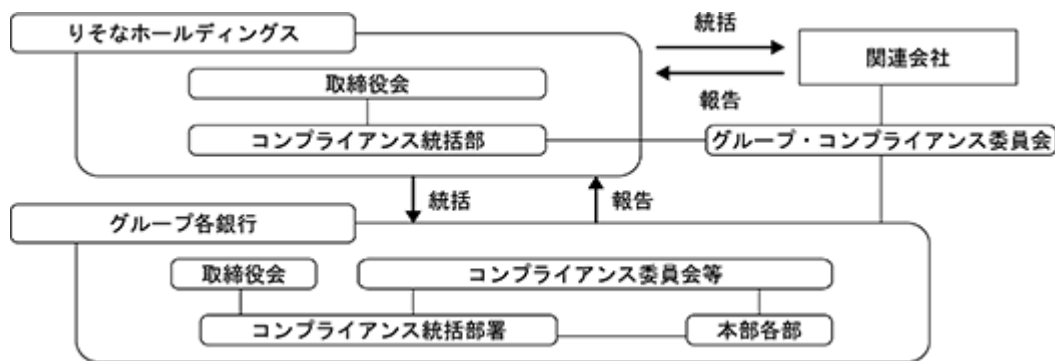 りそなホールディングス
統括
関連会社
取締役会
報告
コンプライアンス統括部
グループ・コンプライアンス委員会
統括
報告
グループ各銀行
取締役会
コンプライアンス委員会等
コンプライアンス統括部署
本部各部